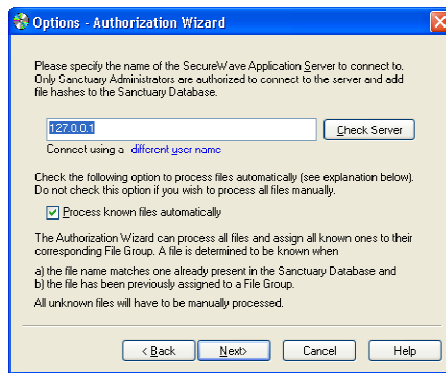 Options - Authorization Wizard
Please specify the name of the SecureWave Application Server to connect to.
Only Sanctuary Administrators are authorized to connect to the server and add
file hashes to the Sanctuary Database.
127.0.0.1
Check Server
Connect using a different user name
Check the following option to process files automatically (see explanation below).
Do not check this option if you wish to process all files manually.
Process known files automatically
The Authorization Wizard can process all files and assign all known ones to their
corresponding File Group. A file is determined to be known when
a) the file name matches one already present in the Sanctuary Database and
b) the file has been previously assigned to a File Group.
All unknown files will have to be manually processed.
< Back Next> Cancel Help